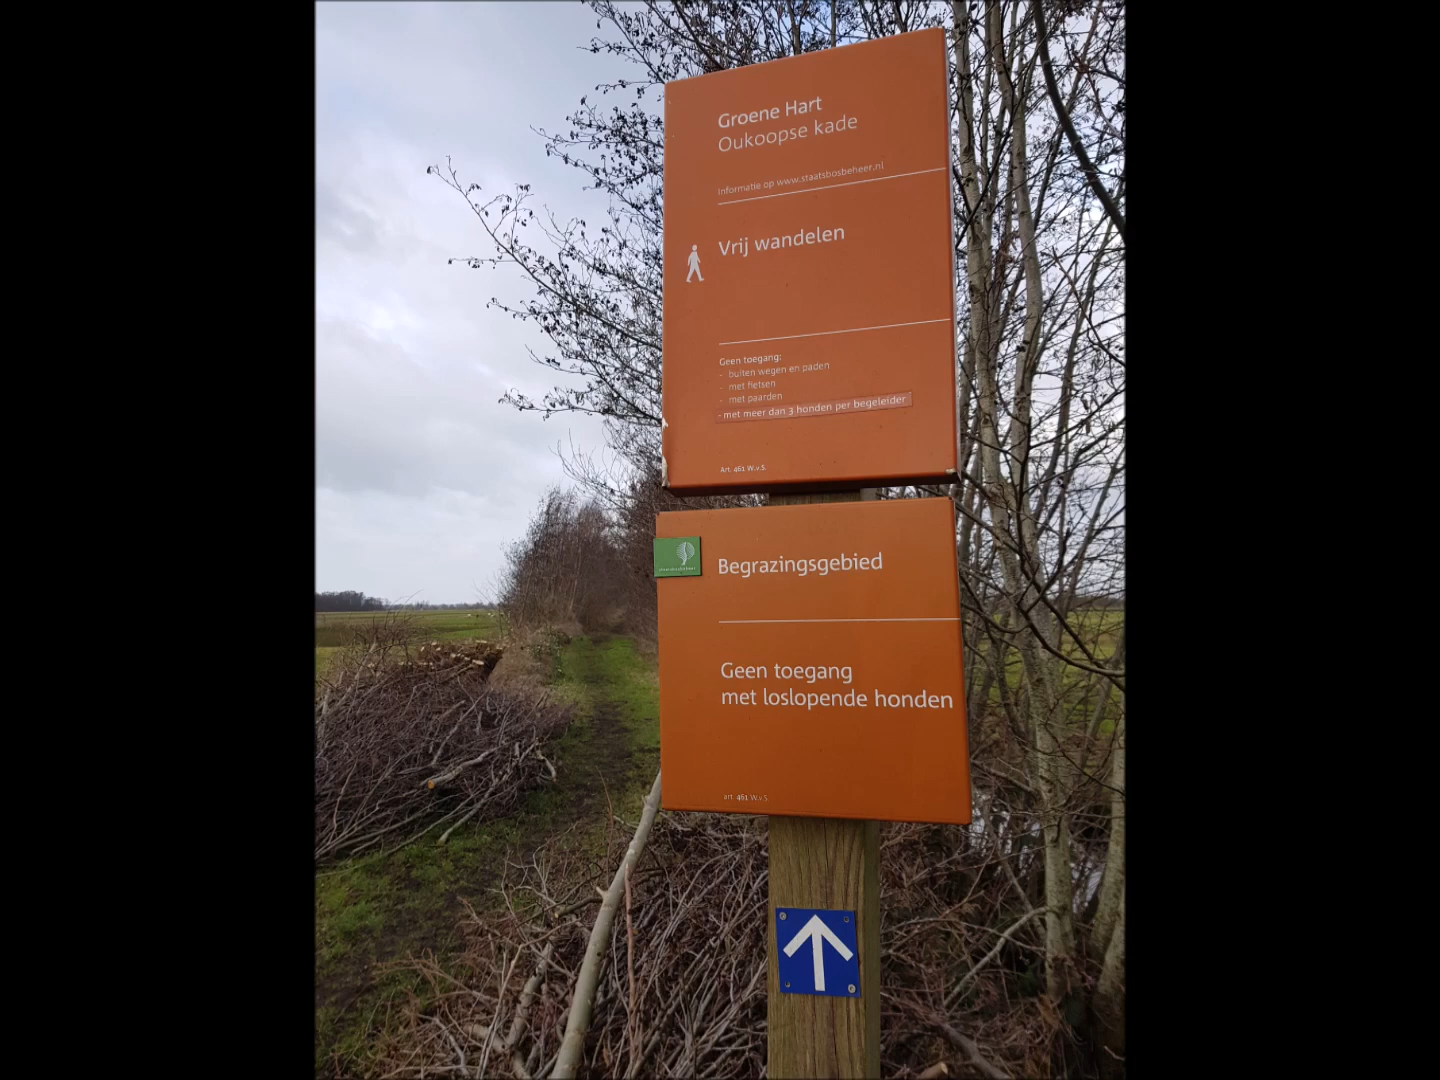 Groene Hart
Oukoopse kade
Informatie op www.staatsbosbeheer.nl
Vrij wandelen
Geen toegang:
- buiten wegen en paden
- met fietsen
- met paarden
- met meer dan 3 honden per begeleider
Art. 461 W.v.S.
Begrazingsgebied
Geen toegang
met loslopende honden
art. 461 W.v.S